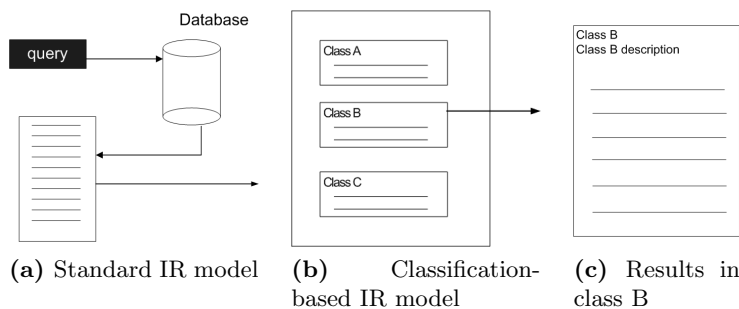 Database
query
Class A
Class B
Class C
Class B
Class B description
(a) Standard IR model
(b) Classification-
based IR model
(c) Results in
class B